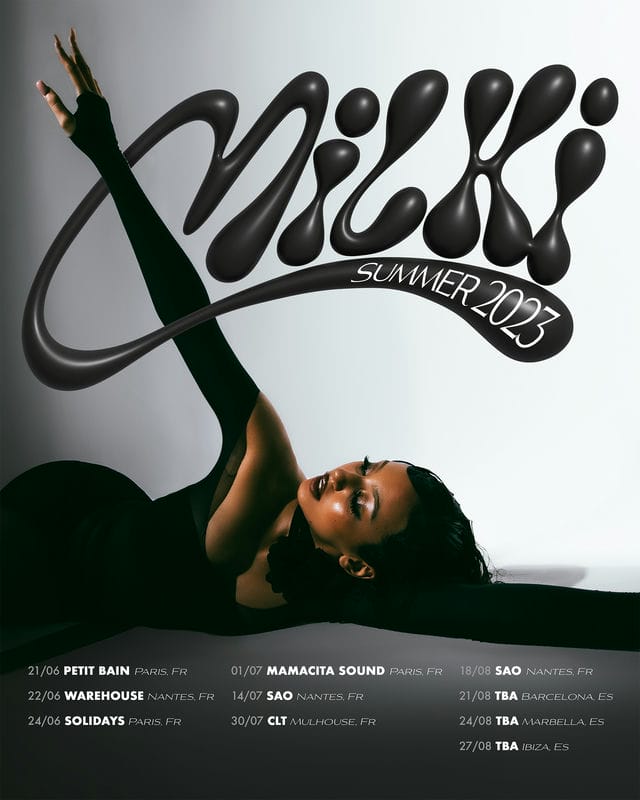 MiLKi
SUMMER 2023
21/06 PETIT BAIN PARIS, FR
22/06 WAREHOUSE NANTES, FR
24/06 SOLIDAYS PARIS, FR
01/07 MAMACITA SOUND PARIS, FR
14/07 SAO NANTES, FR
30/07 CLT MULHOUSE, FR
18/08 SAO NANTES, FR
21/08 TBA BARCELONA, ES
24/08 TBA MARBELLA, ES
27/08 TBA IBIZA, ES